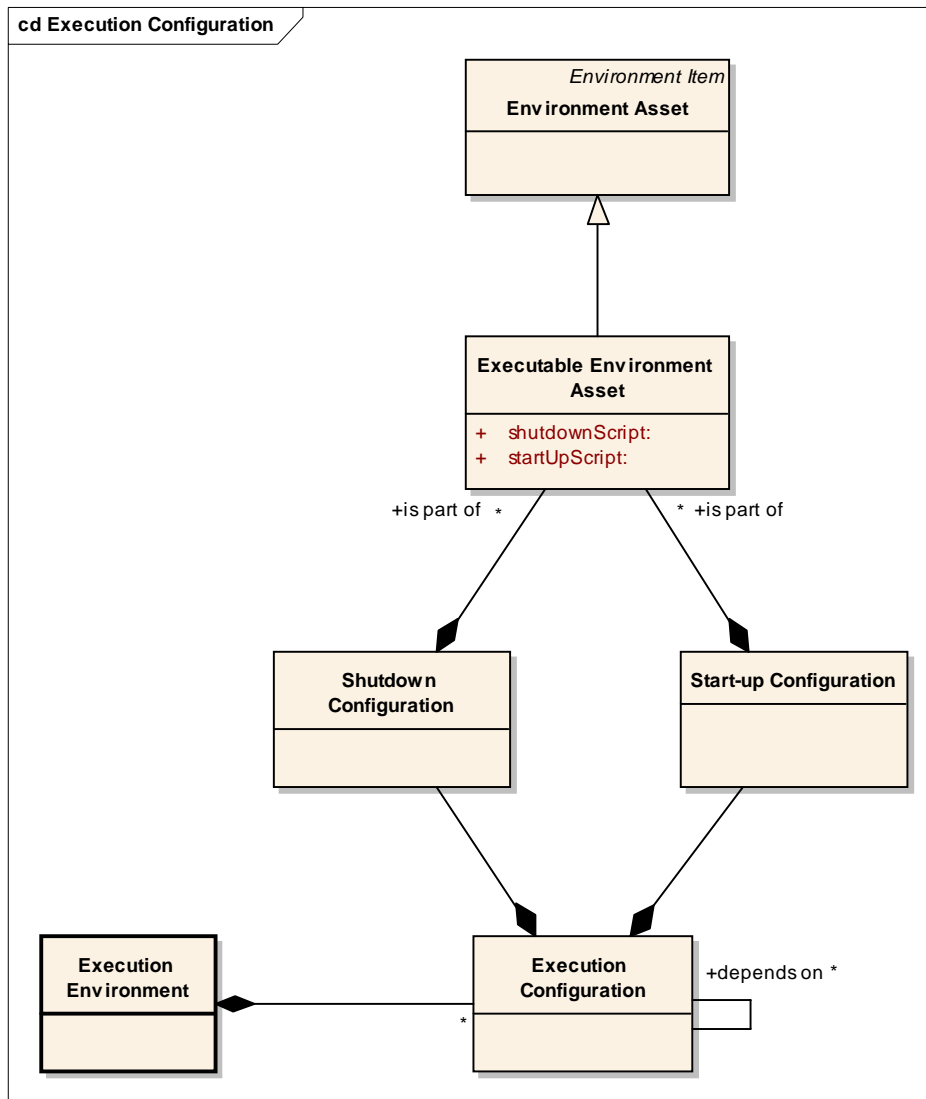 cd Execution Configuration
Environment Item
Environment Asset
Executable Environment
Asset
+ shutdownScript:
+ startUpScript:
+is part of *
* +is part of
Shutdown
Configuration
Start-up Configuration
Execution
Environment
*
Execution
Configuration
+depends on *